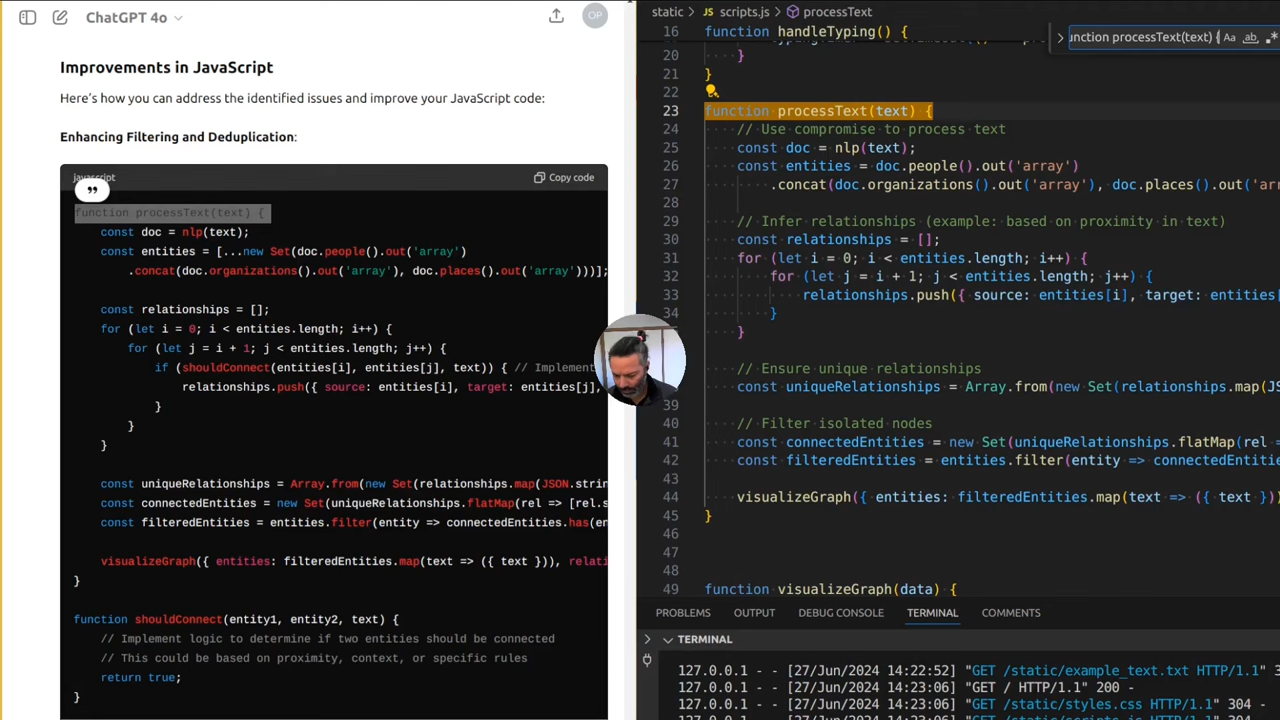 ChatGPT 4o
OP
Improvements in JavaScript
Here's how you can address the identified issues and improve your JavaScript code:
Enhancing Filtering and Deduplication:
javascript
Copy code
function processText(text) {
const doc = nlp(text);
const entities = [...new Set(doc.people().out('array')
.concat(doc.organizations().out('array'), doc.places().out('array')))];
const relationships = [];
for (let i = 0; i < entities.length; i++) {
for (let j = i + 1; j < entities.length; j++) {
if (shouldConnect(entities[i], entities[j], text)) { // Implement
relationships.push({ source: entities[i], target: entities[j],
}
}
}
const uniqueRelationships = Array.from(new Set(relationships.map(JSON.strin
const connectedEntities = new Set(uniqueRelationships.flatMap(rel => [rel.s
const filteredEntities = entities.filter(entity => connectedEntities.has(en
visualizeGraph({ entities: filteredEntities.map(text => ({ text })), relati
}
function shouldConnect(entity1, entity2, text) {
// Implement logic to determine if two entities should be connected
// This could be based on proximity, context, or specific rules
return true;
}
static > JS scripts.js > processText
16 function handleTyping() {
unction processText(text) {
Aa ab .*
20 }
21 }
22
23 function processText(text) {
24 // Use compromise to process text
25 const doc = nlp(text);
26 const entities = doc.people().out('array')
27 .concat(doc.organizations().out('array'), doc.places().out('a
28
29 // Infer relationships (example: based on proximity in text)
30 const relationships = [];
31 for (let i = 0; i < entities.length; i++) {
32 for (let j = i + 1; j < entities.length; j++) {
33 relationships.push({ source: entities[i], target: entities
34 }
}
// Ensure unique relationships
const uniqueRelationships = Array.from(new Set(relationships.map(JS
39
40 // Filter isolated nodes
41 const connectedEntities = new Set(uniqueRelationships.flatMap(rel =
42 const filteredEntities = entities.filter(entity => connectedEntitie
43
44 visualizeGraph({ entities: filteredEntities.map(text => ({ text }))
45 }
46
47
48
49 function visualizeGraph(data) {
PROBLEMS OUTPUT DEBUG CONSOLE TERMINAL COMMENTS
TERMINAL
127.0.0.1 - - [27/Jun/2024 14:22:52] "GET /static/example_text.txt HTTP/1.1" 3
127.0.0.1 - - [27/Jun/2024 14:23:06] "GET / HTTP/1.1" 200 -
127.0.0.1 - - [27/Jun/2024 14:23:06] "GET /static/styles.css HTTP/1.1" 304 -